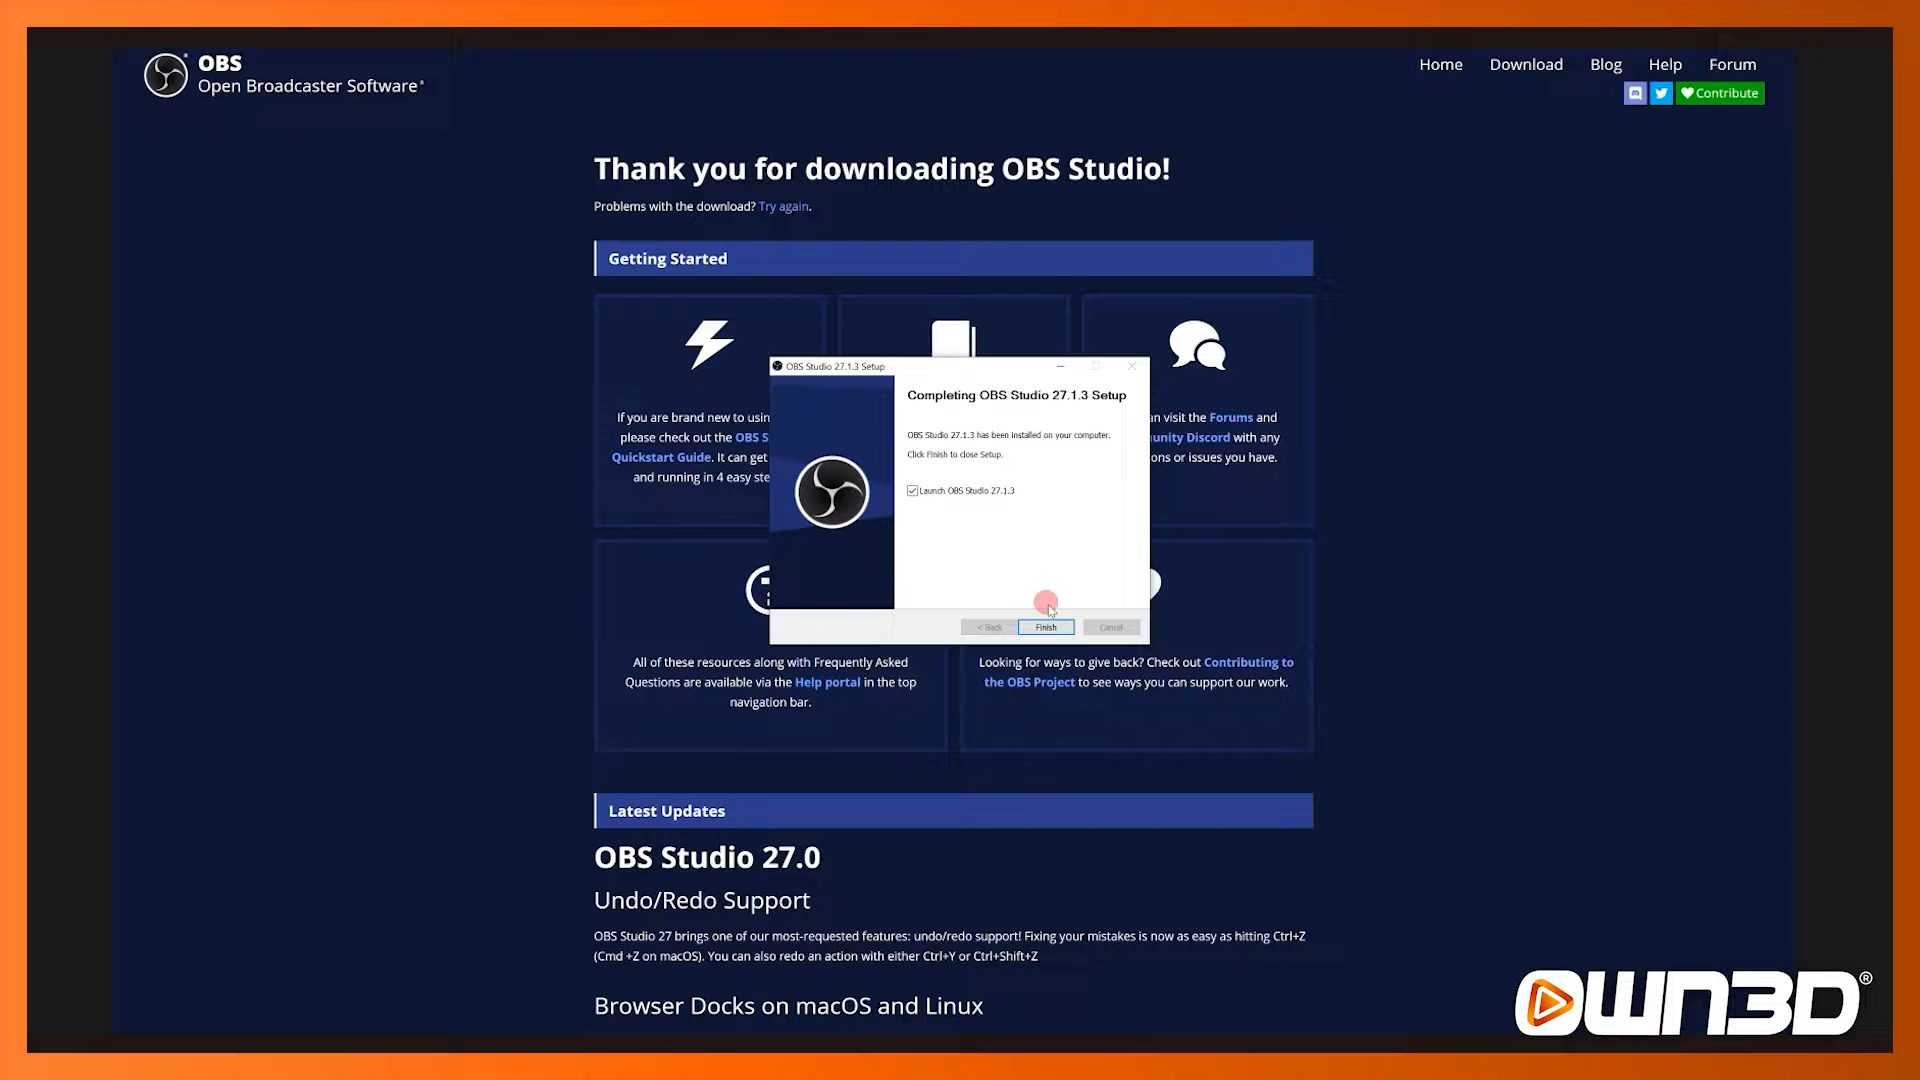 OBS
Open Broadcaster Software
Home Download Blog Help Forum
Contribute
Thank you for downloading OBS Studio!
Problems with the download? Try again.
Getting Started
If you are brand new to
please check out the OBS
Quickstart Guide. It can get
and running in 4 easy
OBS Studio 27.1.3 Setup
Completing OBS Studio 27.1.3 Setup
OBS Studio 27.1.3 has been installed on your computer.
Click Finish to close Setup.
Launch OBS Studio 27.1.3
< Back Finish Cancel
visit the Forums and
Discord with any
or issues you have.
All of these resources along with Frequently Asked
Questions are available via the Help portal in the top
navigation bar.
Looking for ways to give back? Check out Contributing to
the OBS Project to see ways you can support our work.
Latest Updates
OBS Studio 27.0
Undo/Redo Support
OBS Studio 27 brings one of our most-requested features: undo/redo support! Fixing your mistakes is now as easy as hitting Ctrl+Z
(Cmd +Z on macOS). You can also redo an action with either Ctrl+Y or Ctrl+Shift+Z
Browser Docks on macOS and Linux
OWN3D®